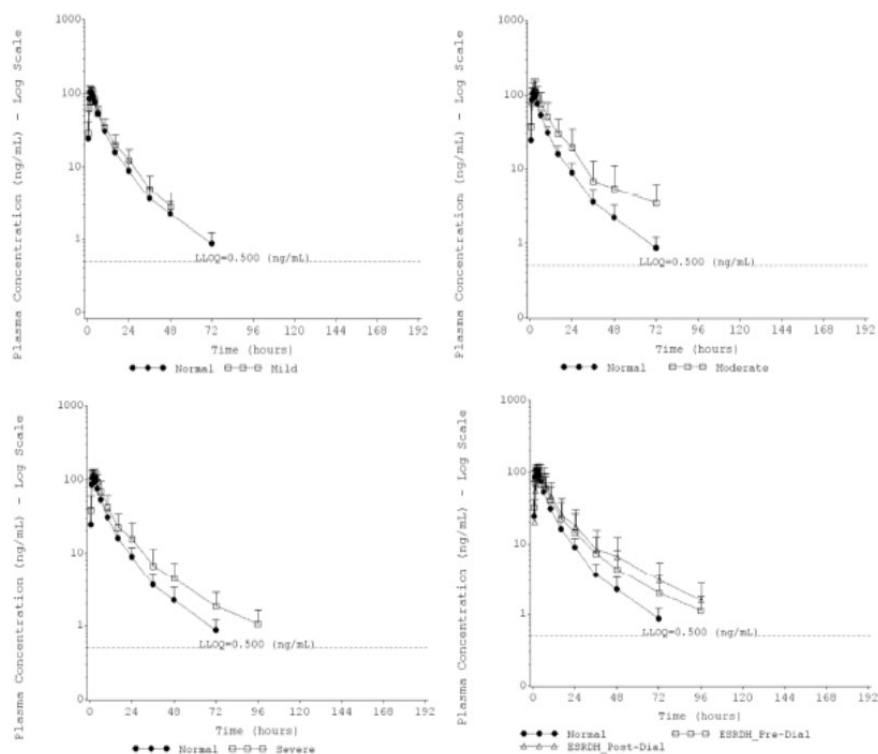 Plasma Concentration (ng/mL) - Log Scale
1000
100
10
1
0
LLOQ=0.500 (ng/mL)
0 24 48 72 96 120 144 168 192
Time (hours)
Normal Mild
Plasma Concentration (ng/mL) - Log Scale
1000
100
10
1
0
LLOQ=0.500 (ng/mL)
0 24 48 72 96 120 144 168 192
Time (hours)
Normal Moderate
Plasma Concentration (ng/mL) - Log Scale
1000
100
10
1
0
LLOQ=0.500 (ng/mL)
0 24 48 72 96 120 144 168 192
Time (hours)
Normal Severe
Plasma Concentration (ng/mL) - Log Scale
1000
100
10
1
0
LLOQ=0.500 (ng/mL)
0 24 48 72 96 120 144 168 192
Time (hours)
Normal ESRDH_Pre-Dial
ESRDH_Post-Dial